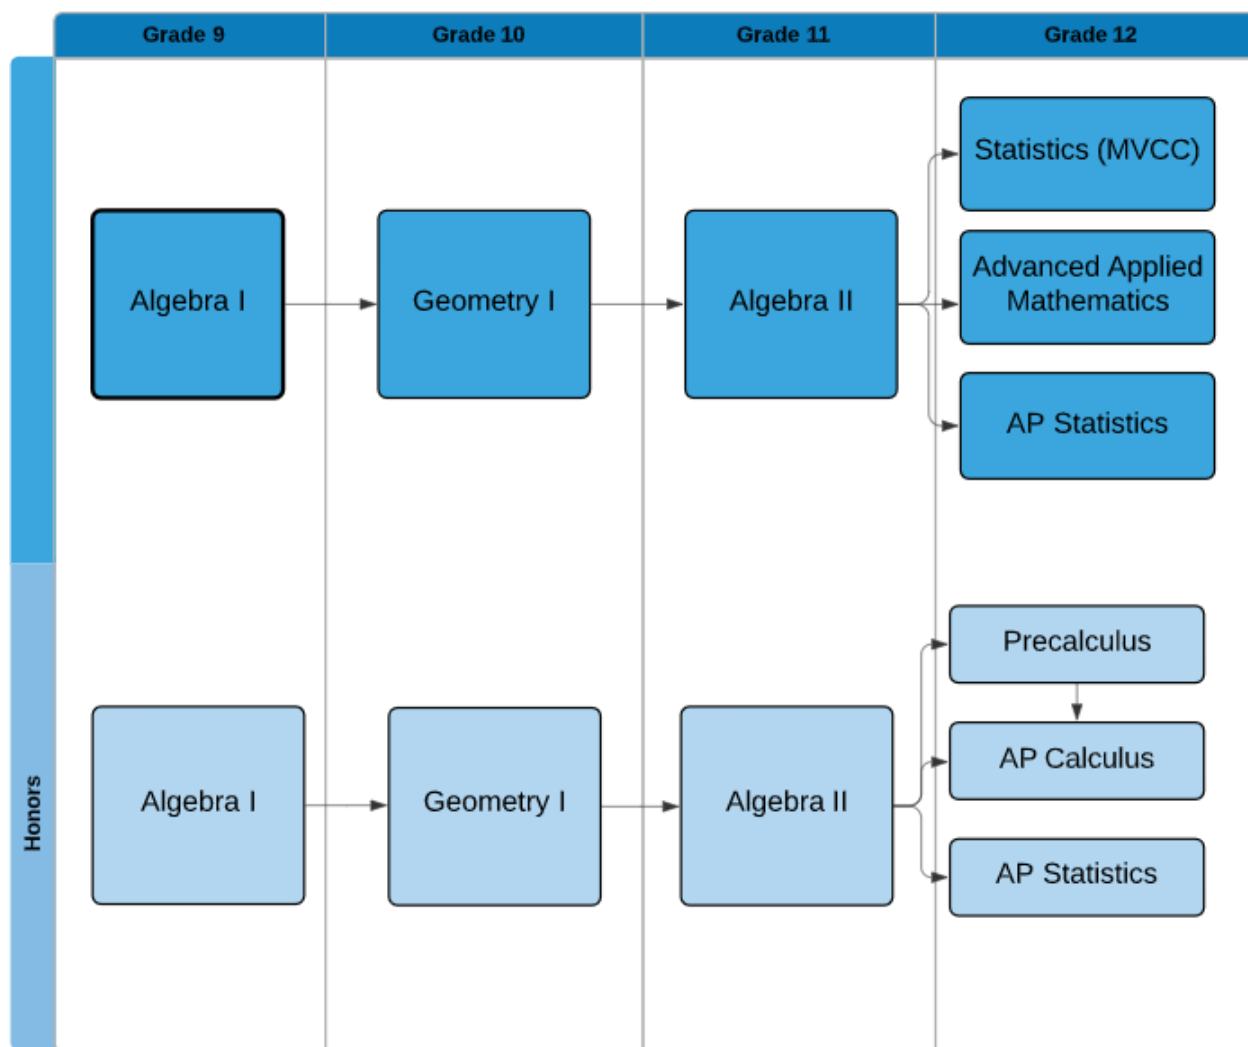 Grade 9
Grade 10
Grade 11
Grade 12
Statistics (MVCC)
Algebra I
Geometry I
Algebra II
Advanced Applied
Mathematics
AP Statistics
Honors
Algebra I
Geometry I
Algebra II
Precalculus
AP Calculus
AP Statistics